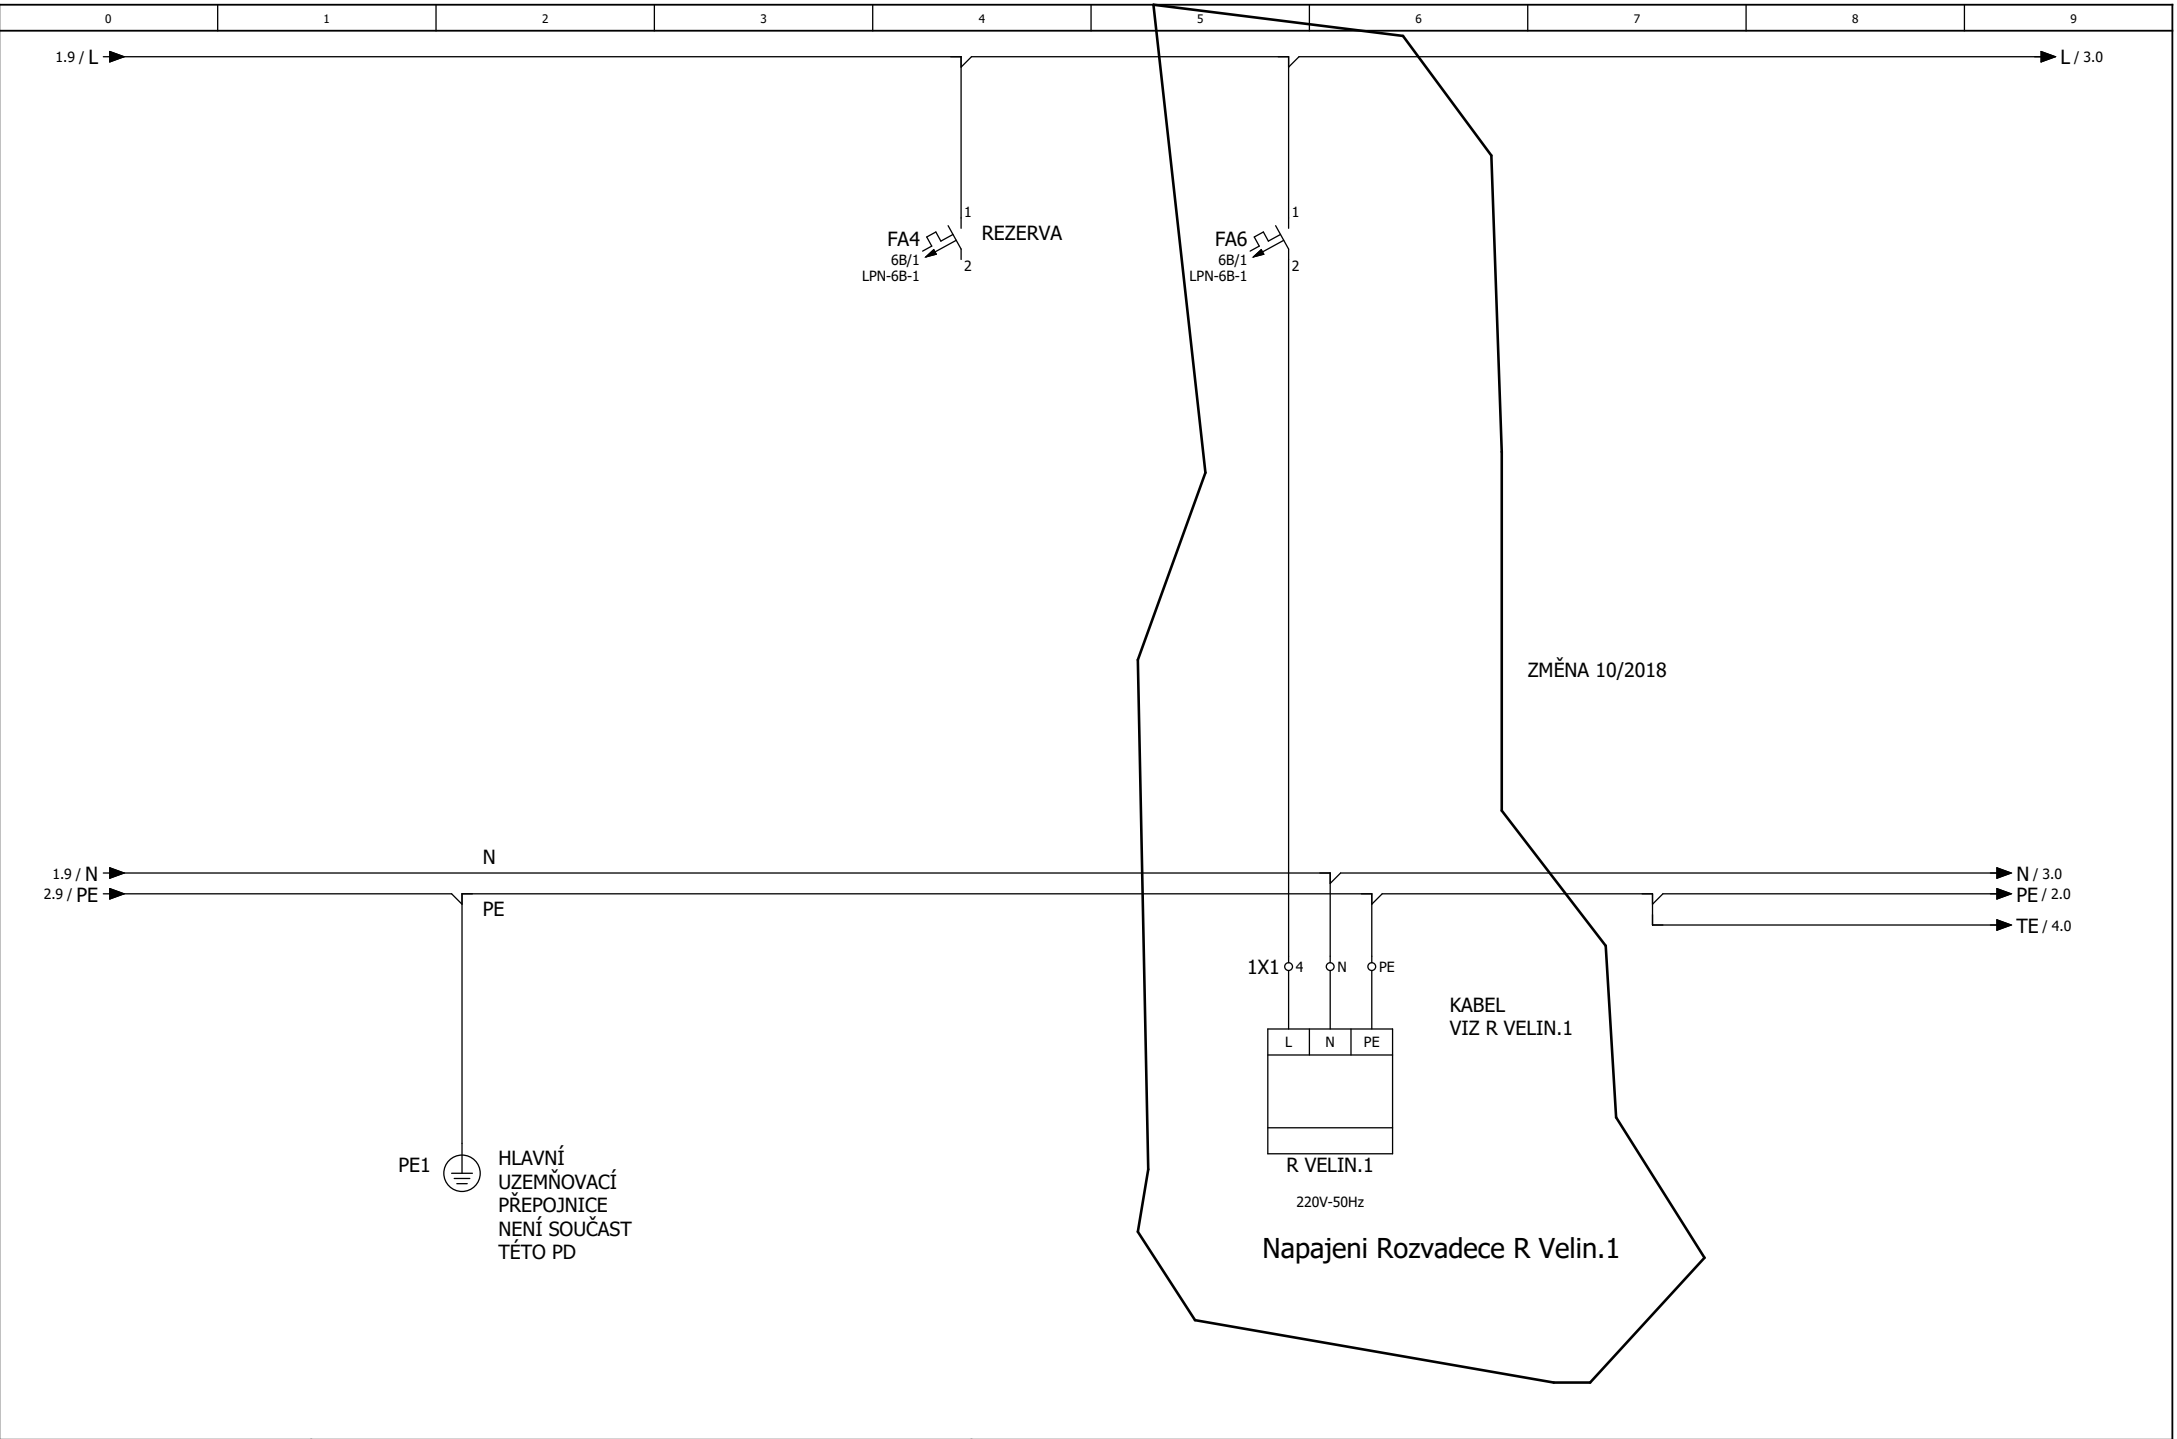 0 1 2 3 4 5 6 7 8 9
1.9 / L
L / 3.0
FA4
6B/1
LPN-6B-1
1
2
REZERVA
FA6
6B/1
LPN-6B-1
1
2
ZMĚNA 10/2018
1.9 / N
N
N / 3.0
2.9 / PE
PE
PE / 2.0
TE / 4.0
1X1 4 N PE
KABEL
VIZ R VELIN.1
L N PE
R VELIN.1
220V-50Hz
Napajeni Rozvadece R Velin.1
PE1
HLAVNÍ
UZEMŇOVACÍ
PŘEPOJNICE
NENÍ SOUČAST
TÉTO PD